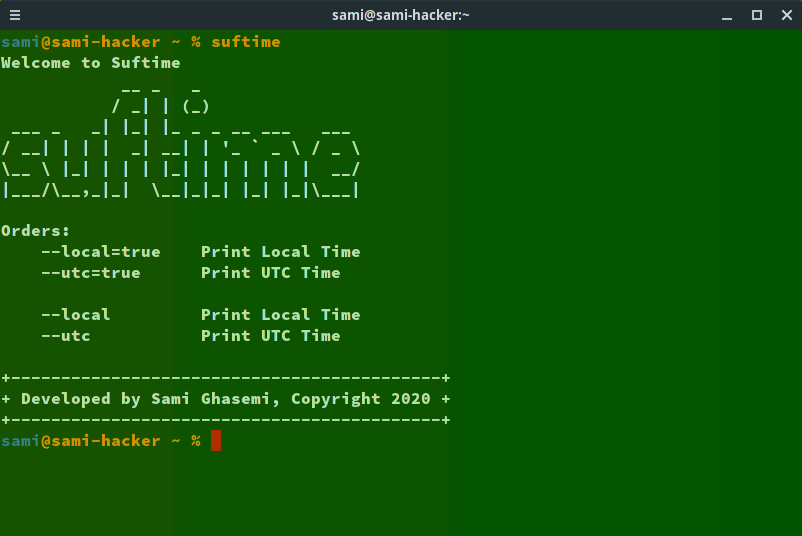 sami@sami-hacker:~
sami@sami-hacker ~ % suftime
Welcome to Suftime
            __ _   _
           / _| | (_)
 ___ _   _| |_| |_ _ _ __ ___   ___
/ __| | | |  _| __| | '_ ` _ \ / _ \
\__ \ |_| | | | |_| | | | | | |  __/
|___/\__,_|_|  \__|_|_| |_| |_|\___|
Orders:
    --local=true    Print Local Time
    --utc=true      Print UTC Time
    --local         Print Local Time
    --utc           Print UTC Time
+-------------------------------------------+
+ Developed by Sami Ghasemi, Copyright 2020 +
+-------------------------------------------+
sami@sami-hacker ~ %